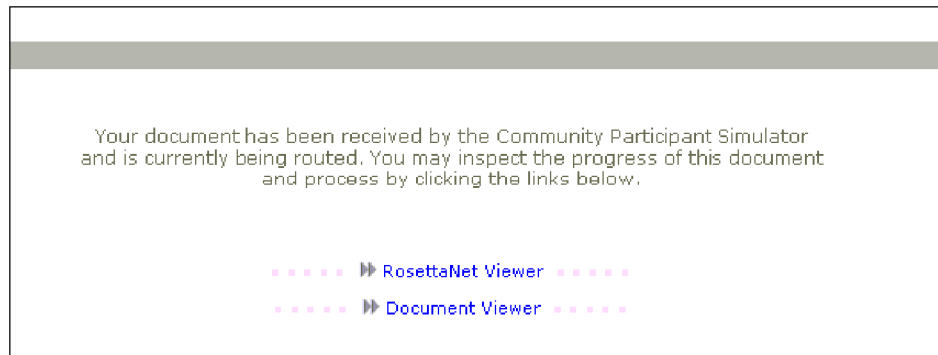 Your document has been received by the Community Participant Simulator
and is currently being routed. You may inspect the progress of this document
and process by clicking the links below.
RosettaNet Viewer
Document Viewer